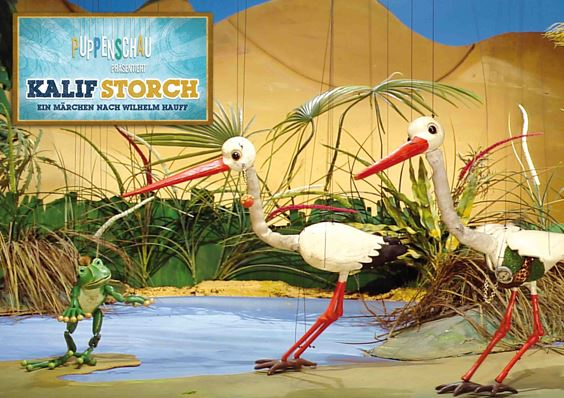 PUPPENSCHAU
PRÄSENTIERT
KALIF STORCH
EIN MÄRCHEN NACH WILHELM HAUFF